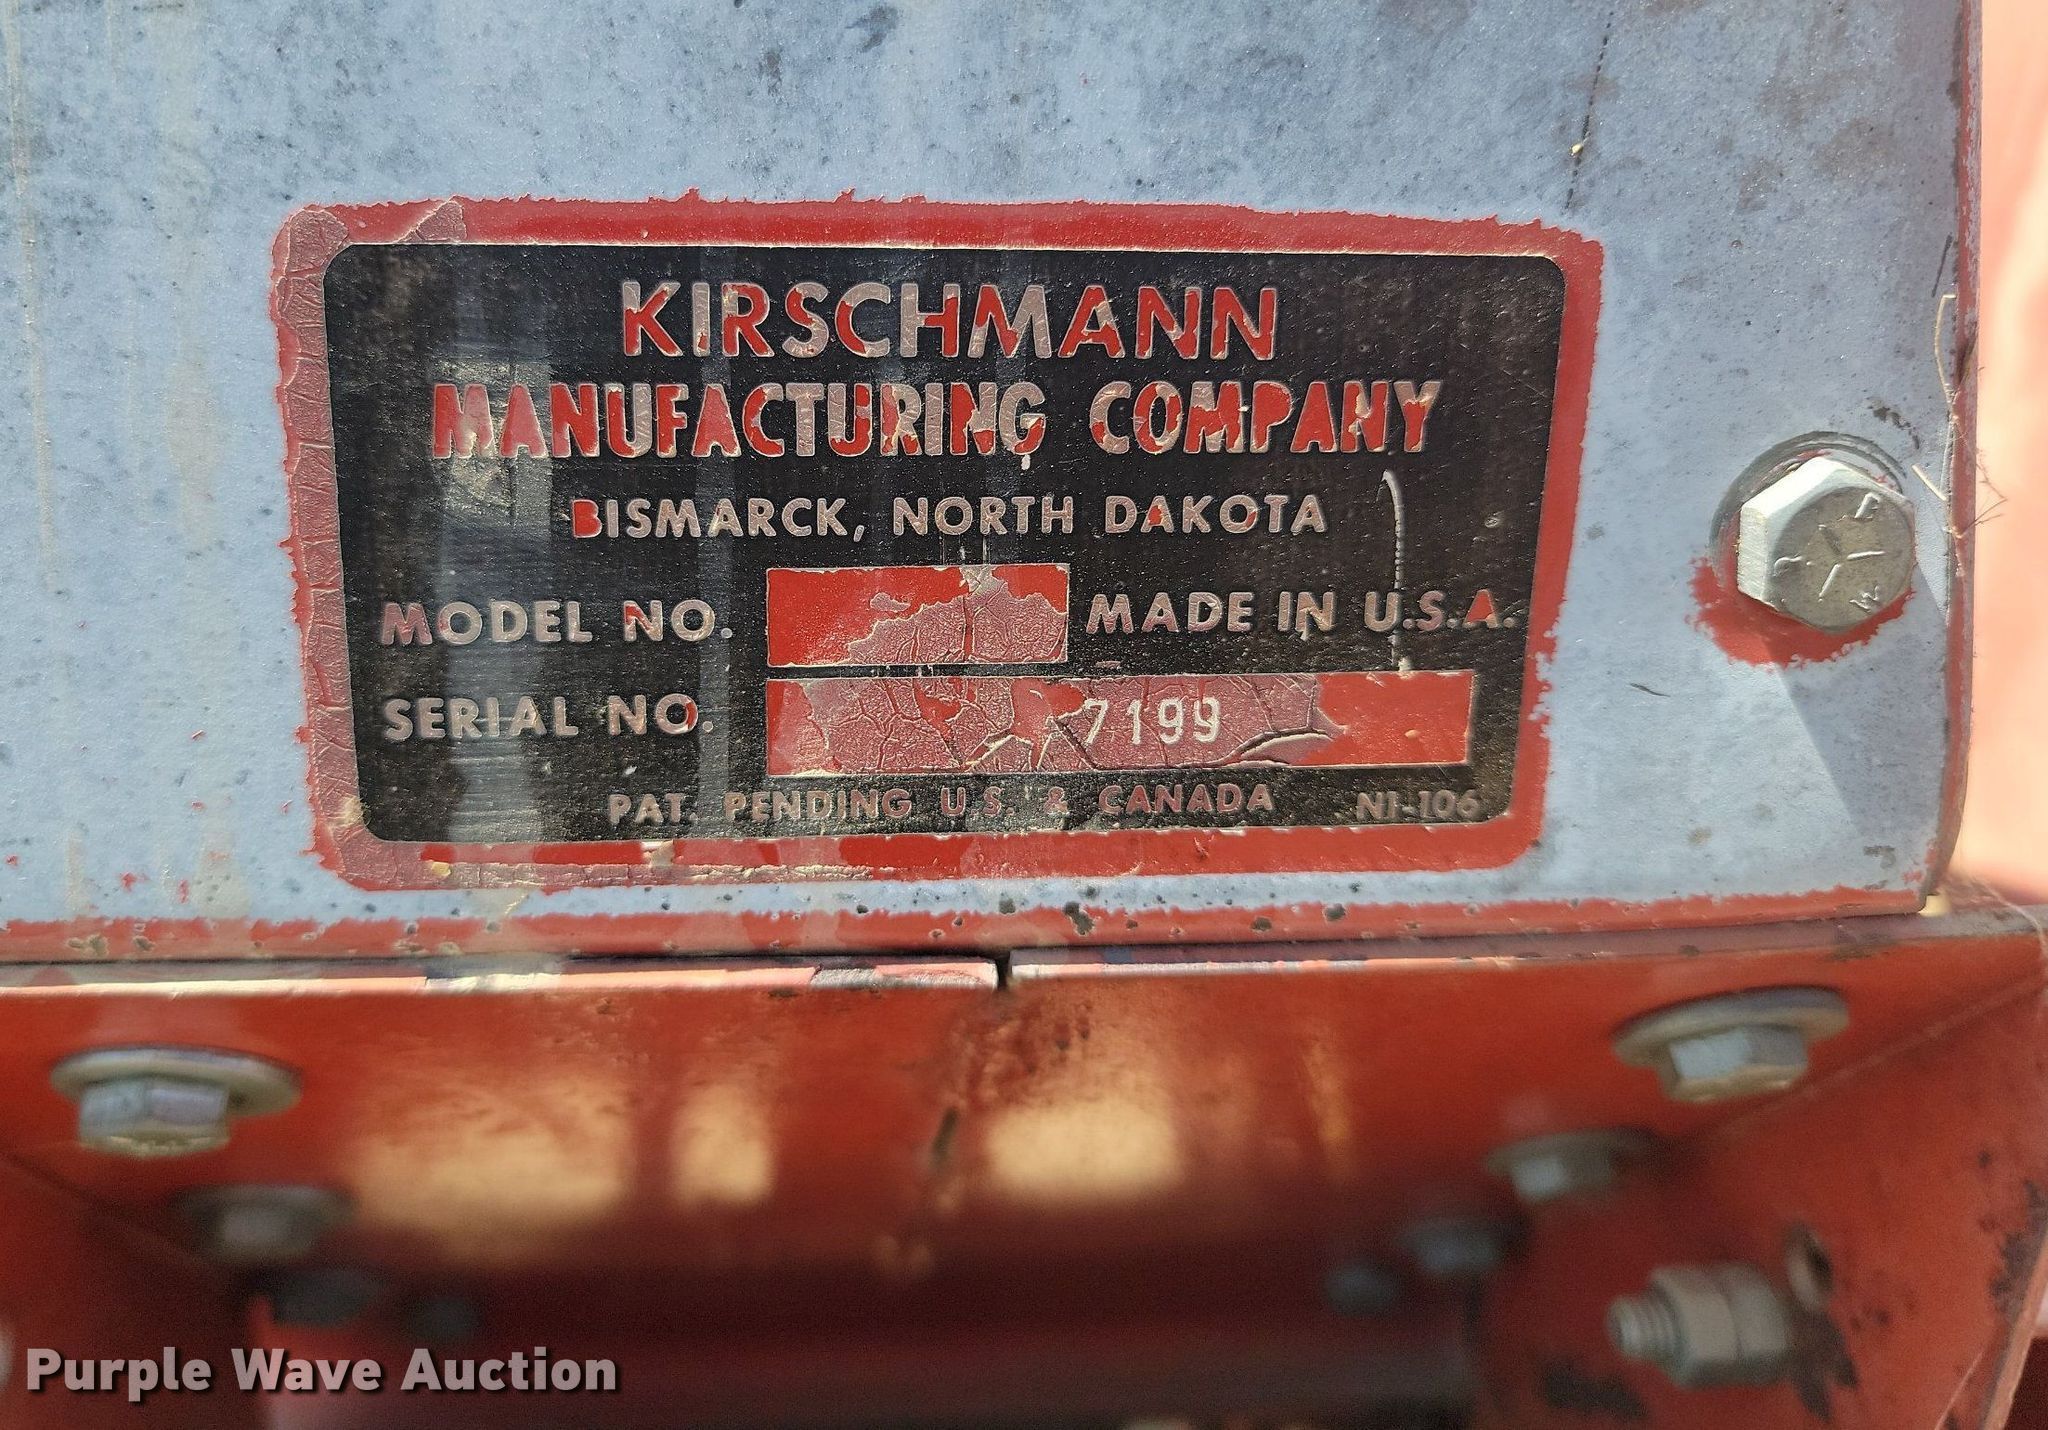 KIRSCHMANN
MANUFACTURING COMPANY
BISMARCK, NORTH DAKOTA
MODEL NO. MADE IN U.S.A.
SERIAL NO. 7199
PAT. PENDING U.S. & CANADA NI-106
Purple Wave Auction